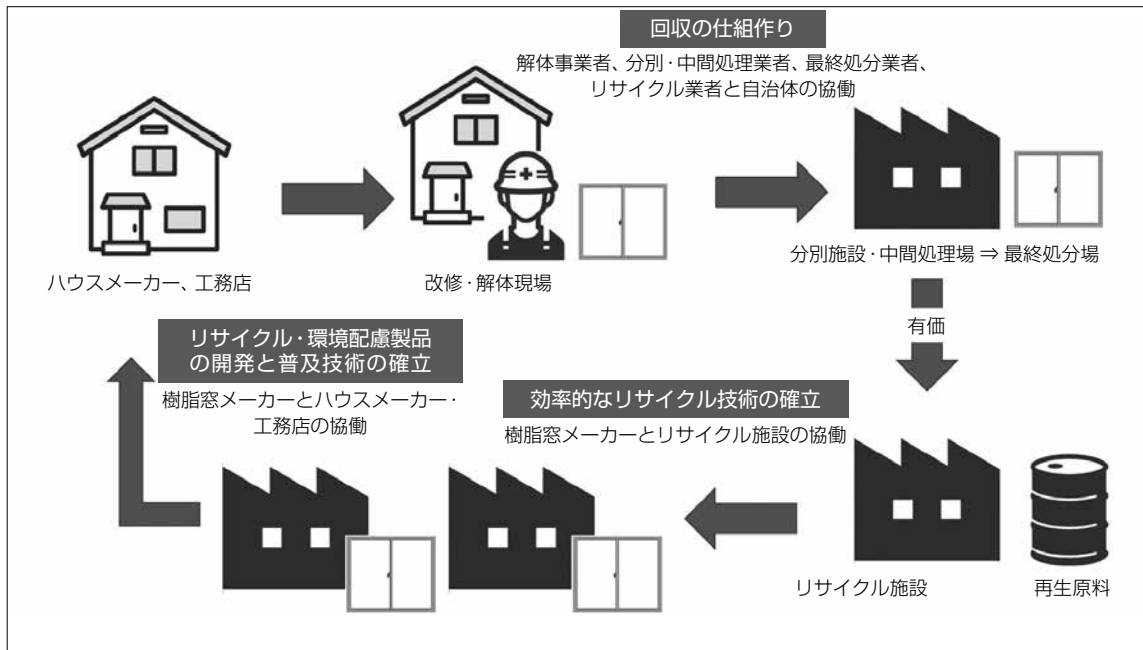 回収の仕組作り
解体事業者、分別・中間処理業者、最終処分業者、
リサイクル業者と自治体の協働
ハウスメーカー、工務店
改修・解体現場
分別施設・中間処理場 ⇒ 最終処分場
有価
リサイクル・環境配慮製品
の開発と普及技術の確立
樹脂窓メーカーとハウスメーカー・
工務店の協働
効率的なリサイクル技術の確立
樹脂窓メーカーとリサイクル施設の協働
リサイクル施設
再生原料